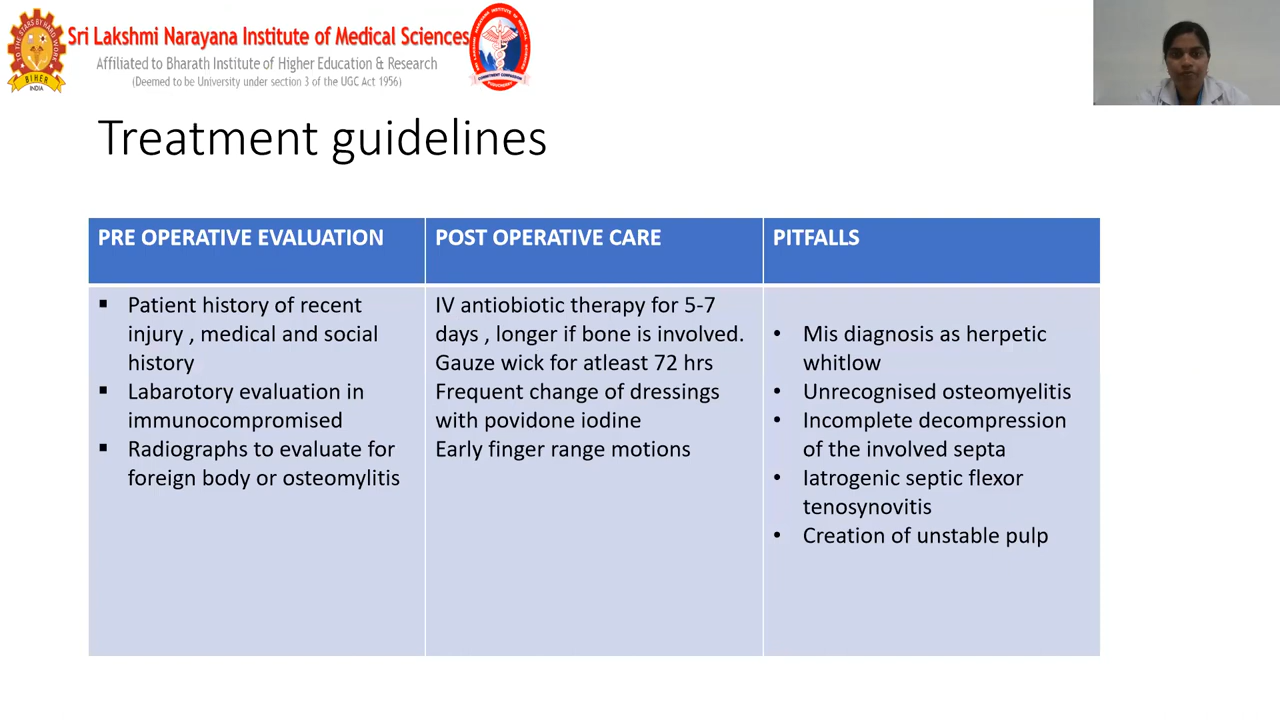 Sri Lakshmi Narayana Institute of Medical Sciences
Affiliated to Bharath Institute of Higher Education & Research
(Deemed to be University under section 3 of the UGC Act 1956)
BIHER
INDIA
Treatment guidelines
PRE OPERATIVE EVALUATION
▪ Patient history of recent
injury , medical and social
history
▪ Labarotory evaluation in
immunocompromised
▪ Radiographs to evaluate for
foreign body or osteomylitis
POST OPERATIVE CARE
IV antiobiotic therapy for 5-7
days , longer if bone is involved.
Gauze wick for atleast 72 hrs
Frequent change of dressings
with povidone iodine
Early finger range motions
PITFALLS
• Mis diagnosis as herpetic
whitlow
• Unrecognised osteomyelitis
• Incomplete decompression
of the involved septa
• Iatrogenic septic flexor
tenosynovitis
• Creation of unstable pulp